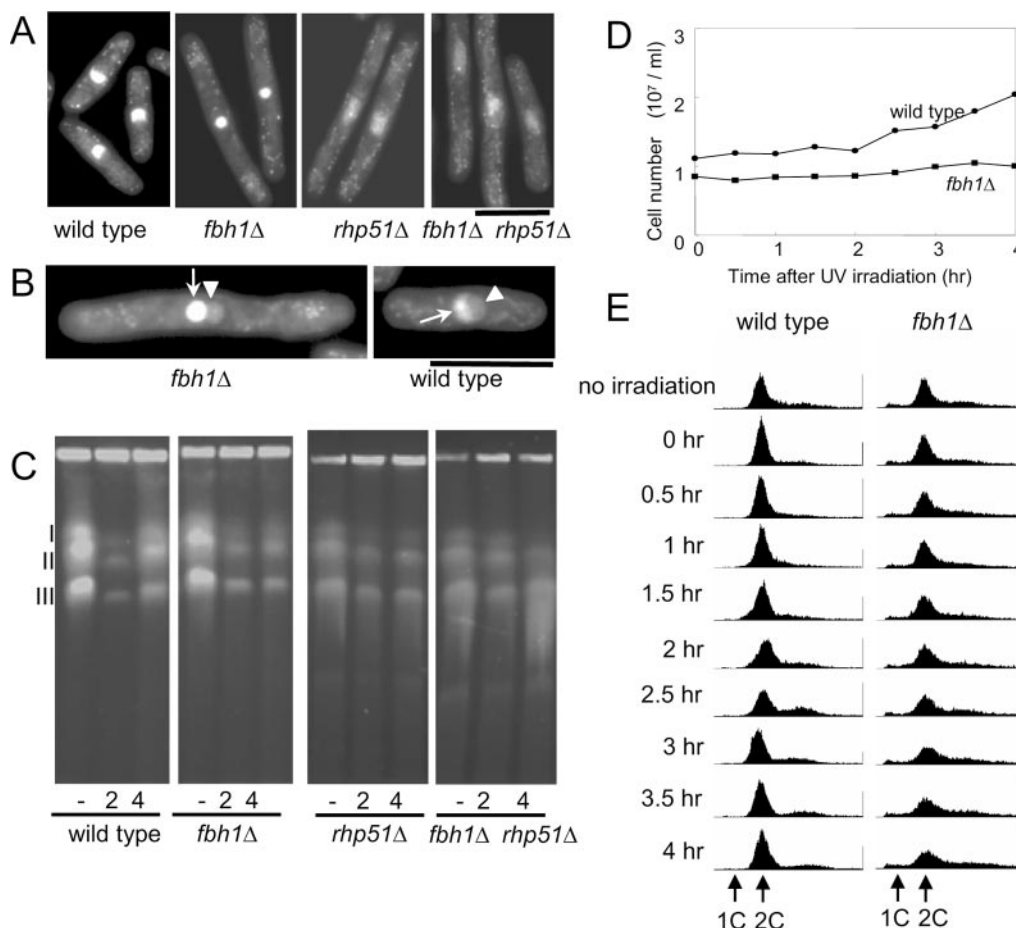 A
wild type
fbh1Δ
rhp51Δ
fbh1Δ rhp51Δ
B
fbh1Δ
wild type
C
I
II
III
- 2 4
- 2 4
- 2 4
- 2 4
wild type
fbh1Δ
rhp51Δ
fbh1Δ rhp51Δ
D
Cell number (10⁷ / ml)
3
2
1
0
wild type
fbh1Δ
0 1 2 3 4
Time after UV irradiation (hr)
E
wild type
fbh1Δ
no irradiation
0 hr
0.5 hr
1 hr
1.5 hr
2 hr
2.5 hr
3 hr
3.5 hr
4 hr
1C 2C
1C 2C